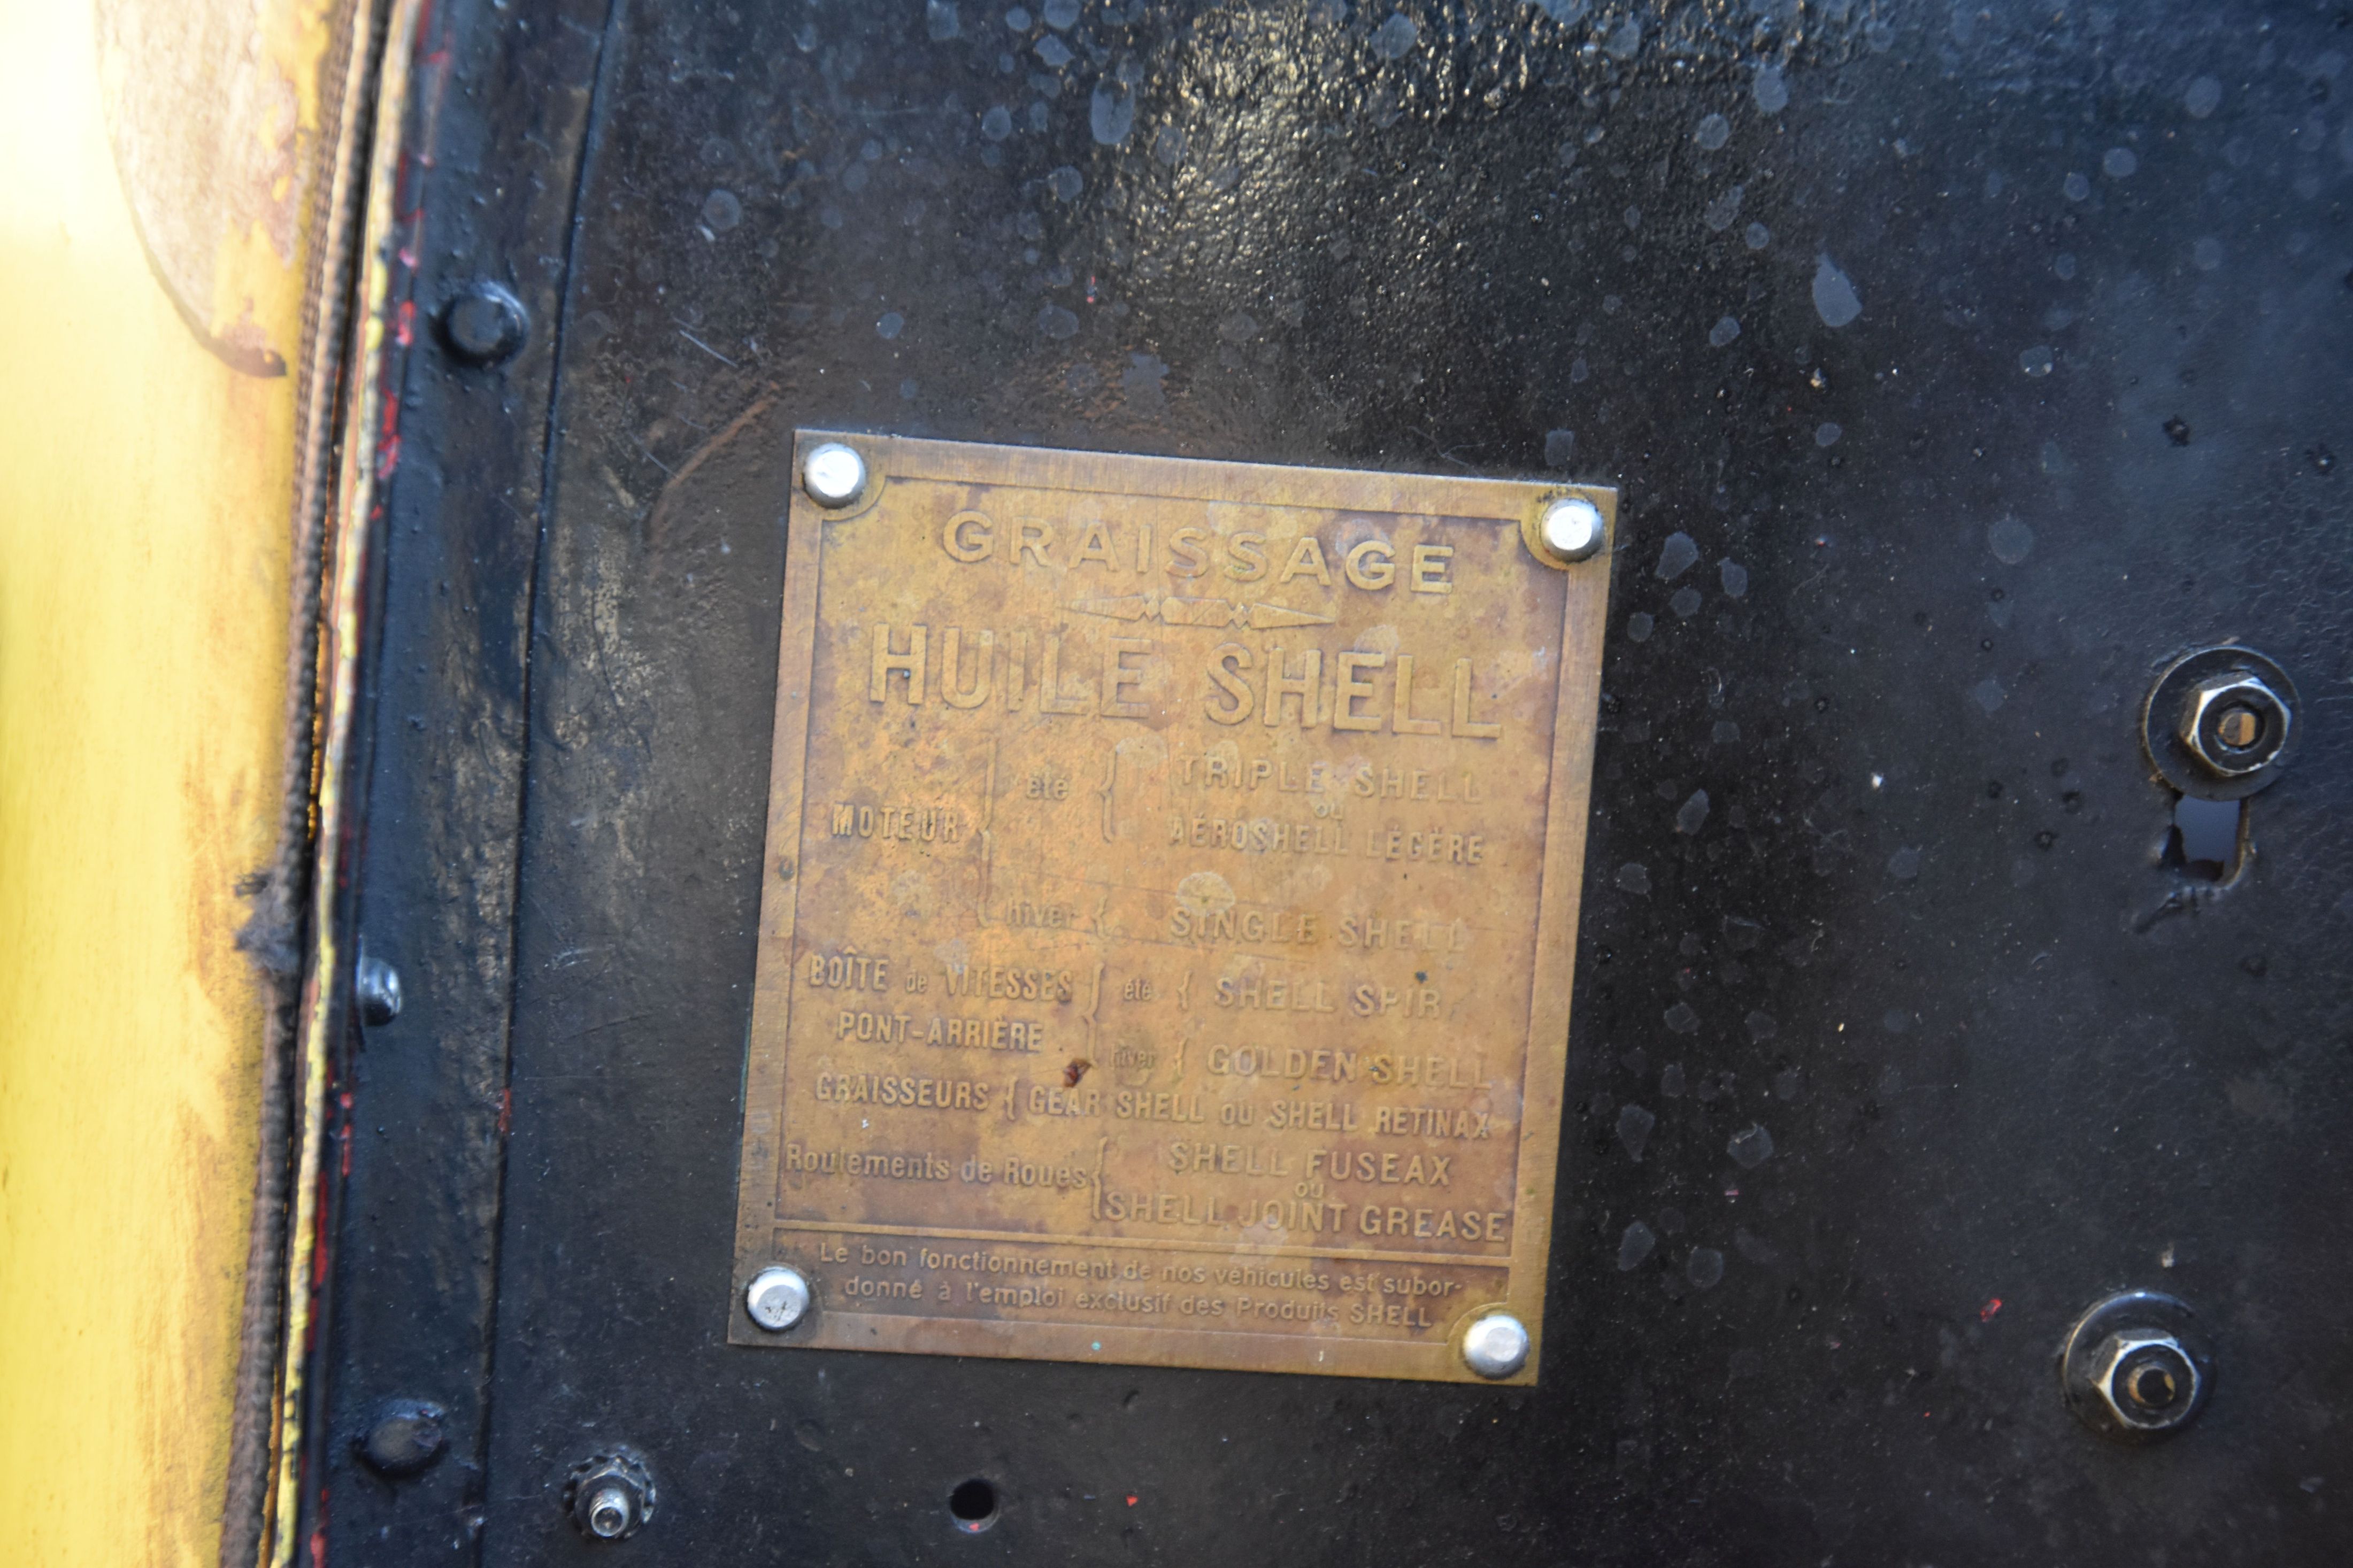 GRAISSAGE
HUILE SHELL
MOTEUR { été { TRIPLE SHELL
ou
AÉROSHELL LÉGÈRE
hiver { SINGLE SHELL
BOÎTE de VITESSES { été { SHELL SPIR
PONT-ARRIÈRE { hiver { GOLDEN SHELL
GRAISSEURS { GEAR SHELL ou SHELL RETINAX
Roulements de Roues { SHELL FUSEAX
ou
SHELL JOINT GREASE
Le bon fonctionnement de nos véhicules est subor-
donné à l'emploi exclusif des Produits SHELL